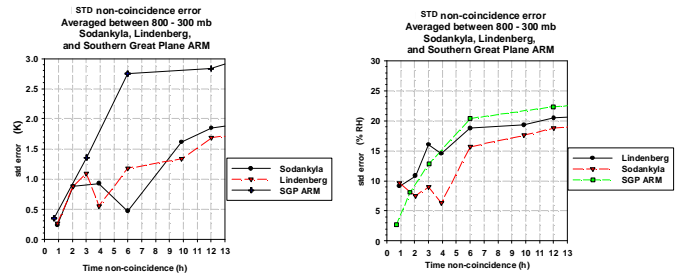 STD non-coincidence error
Averaged between 800 - 300 mb
Sodankyla, Lindenberg,
and Southern Great Plane ARM
std error (K)
3.0
2.5
2.0
1.5
1.0
0.5
0.0
0 1 2 3 4 5 6 7 8 9 10 11 12 13
Time non-coincidence (h)
Sodankyla
Lindenberg
SGP ARM
STD non-coincidence error
Averaged between 800 - 300 mb
Sodankyla, Lindenberg,
and Southern Great Plane ARM
std error (% RH)
30
25
20
15
10
5
0
0 1 2 3 4 5 6 7 8 9 10 11 12 13
Time non-coincidence (h)
Lindenberg
Sodankyla
SGP ARM